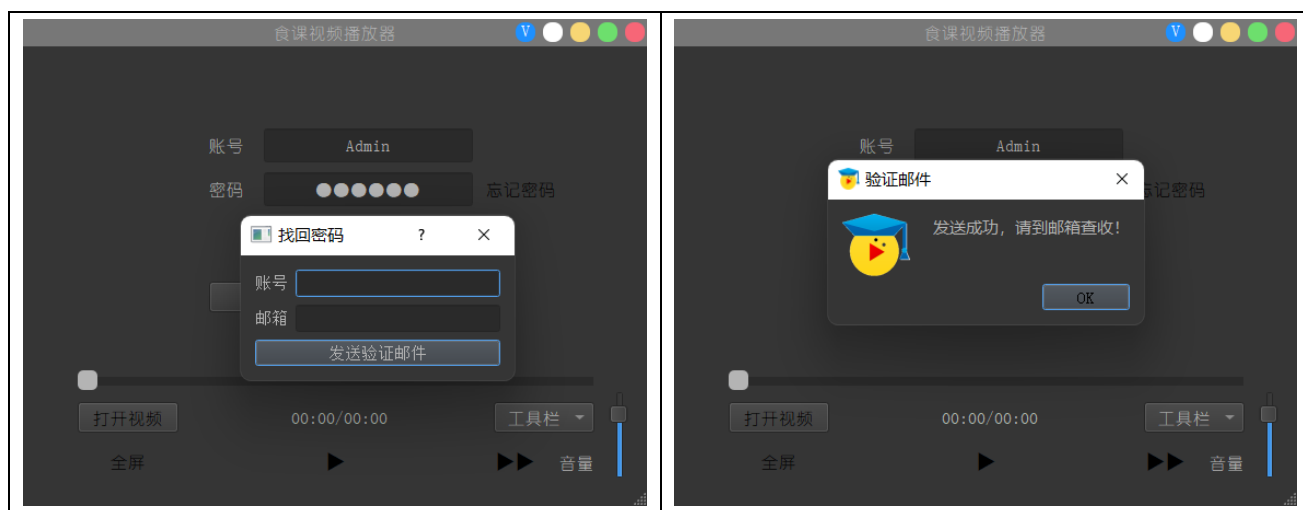 食课视频播放器 V
账号 Admin
密码 ●●●●●● 忘记密码
找回密码 ? ×
账号
邮箱
发送验证邮件
打开视频 00:00/00:00 工具栏
全屏 音量
食课视频播放器 V
账号 Admin
验证邮件 ×
忘记密码
发送成功，请到邮箱查收！
OK
打开视频 00:00/00:00 工具栏
全屏 音量